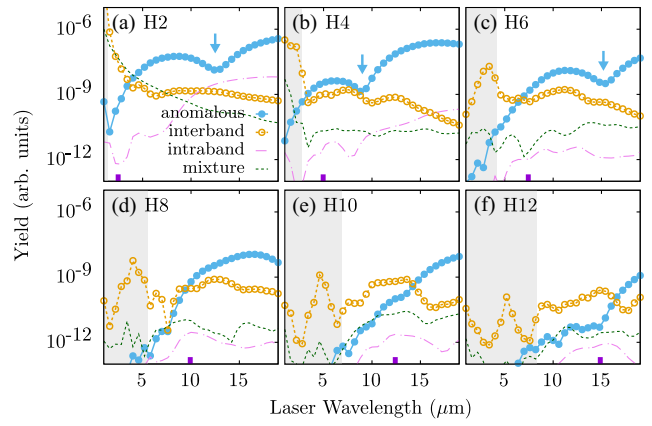 (a) H2
(b) H4
(c) H6
10^-6
10^-9
10^-12
anomalous
interband
intraband
mixture
(d) H8
(e) H10
(f) H12
10^-6
10^-9
10^-12
5 10 15
5 10 15
5 10 15
Yield (arb. units)
Laser Wavelength (μm)